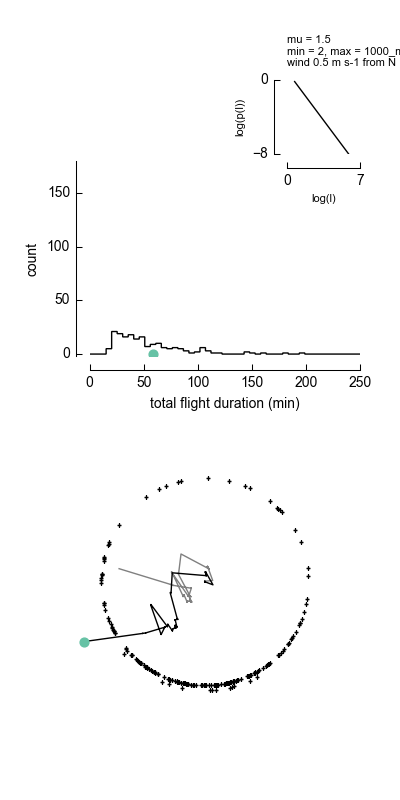 mu = 1.5
min = 2, max = 1000_m
wind 0.5 m s-1 from N
0
log(p(l))
−8
0 7
log(l)
150
100
50
0
count
0 50 100 150 200 250
total flight duration (min)